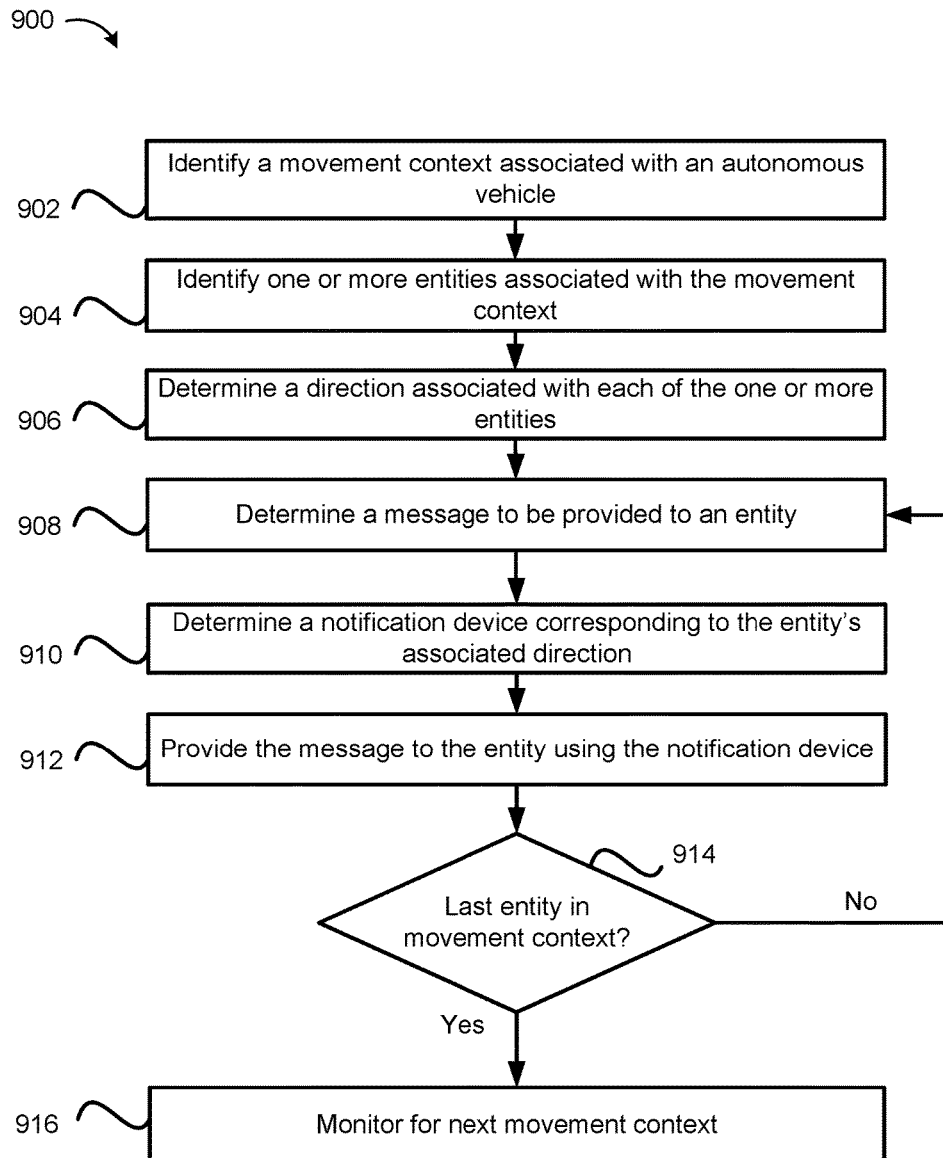 900
Identify a movement context associated with an autonomous
vehicle
902
Identify one or more entities associated with the movement
context
904
Determine a direction associated with each of the one or more
entities
906
Determine a message to be provided to an entity
908
Determine a notification device corresponding to the entity's
associated direction
910
Provide the message to the entity using the notification device
912
914
Last entity in
movement context?
No
Yes
Monitor for next movement context
916